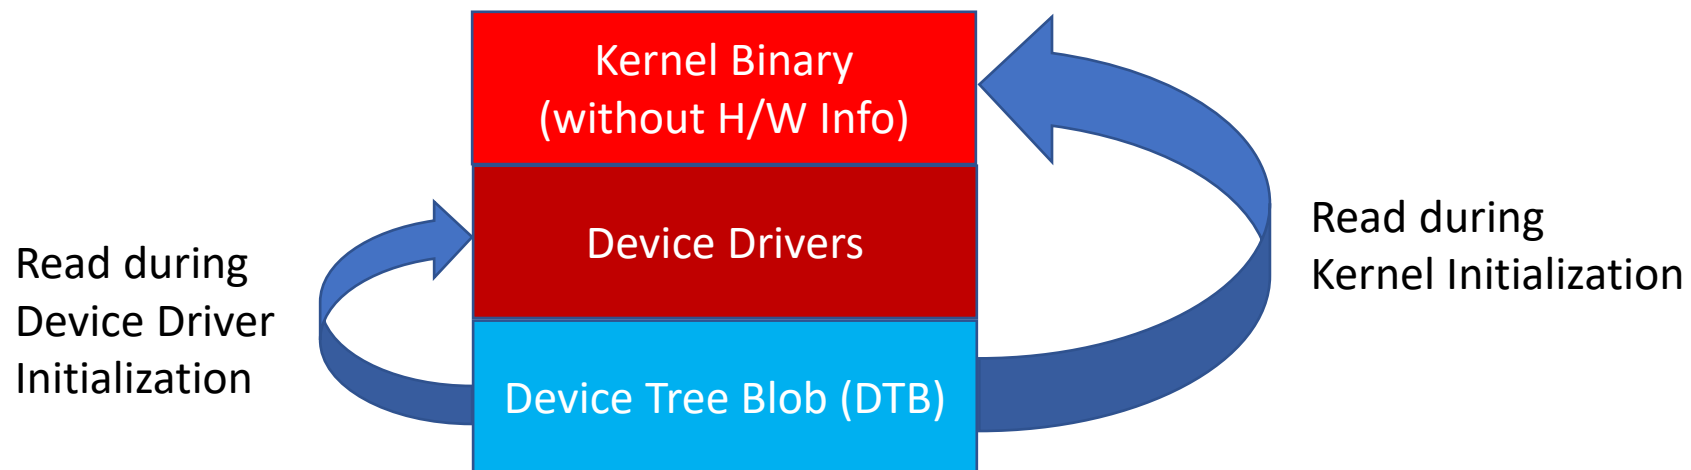 Kernel Binary
(without H/W Info)
Device Drivers
Device Tree Blob (DTB)
Read during
Device Driver
Initialization
Read during
Kernel Initialization